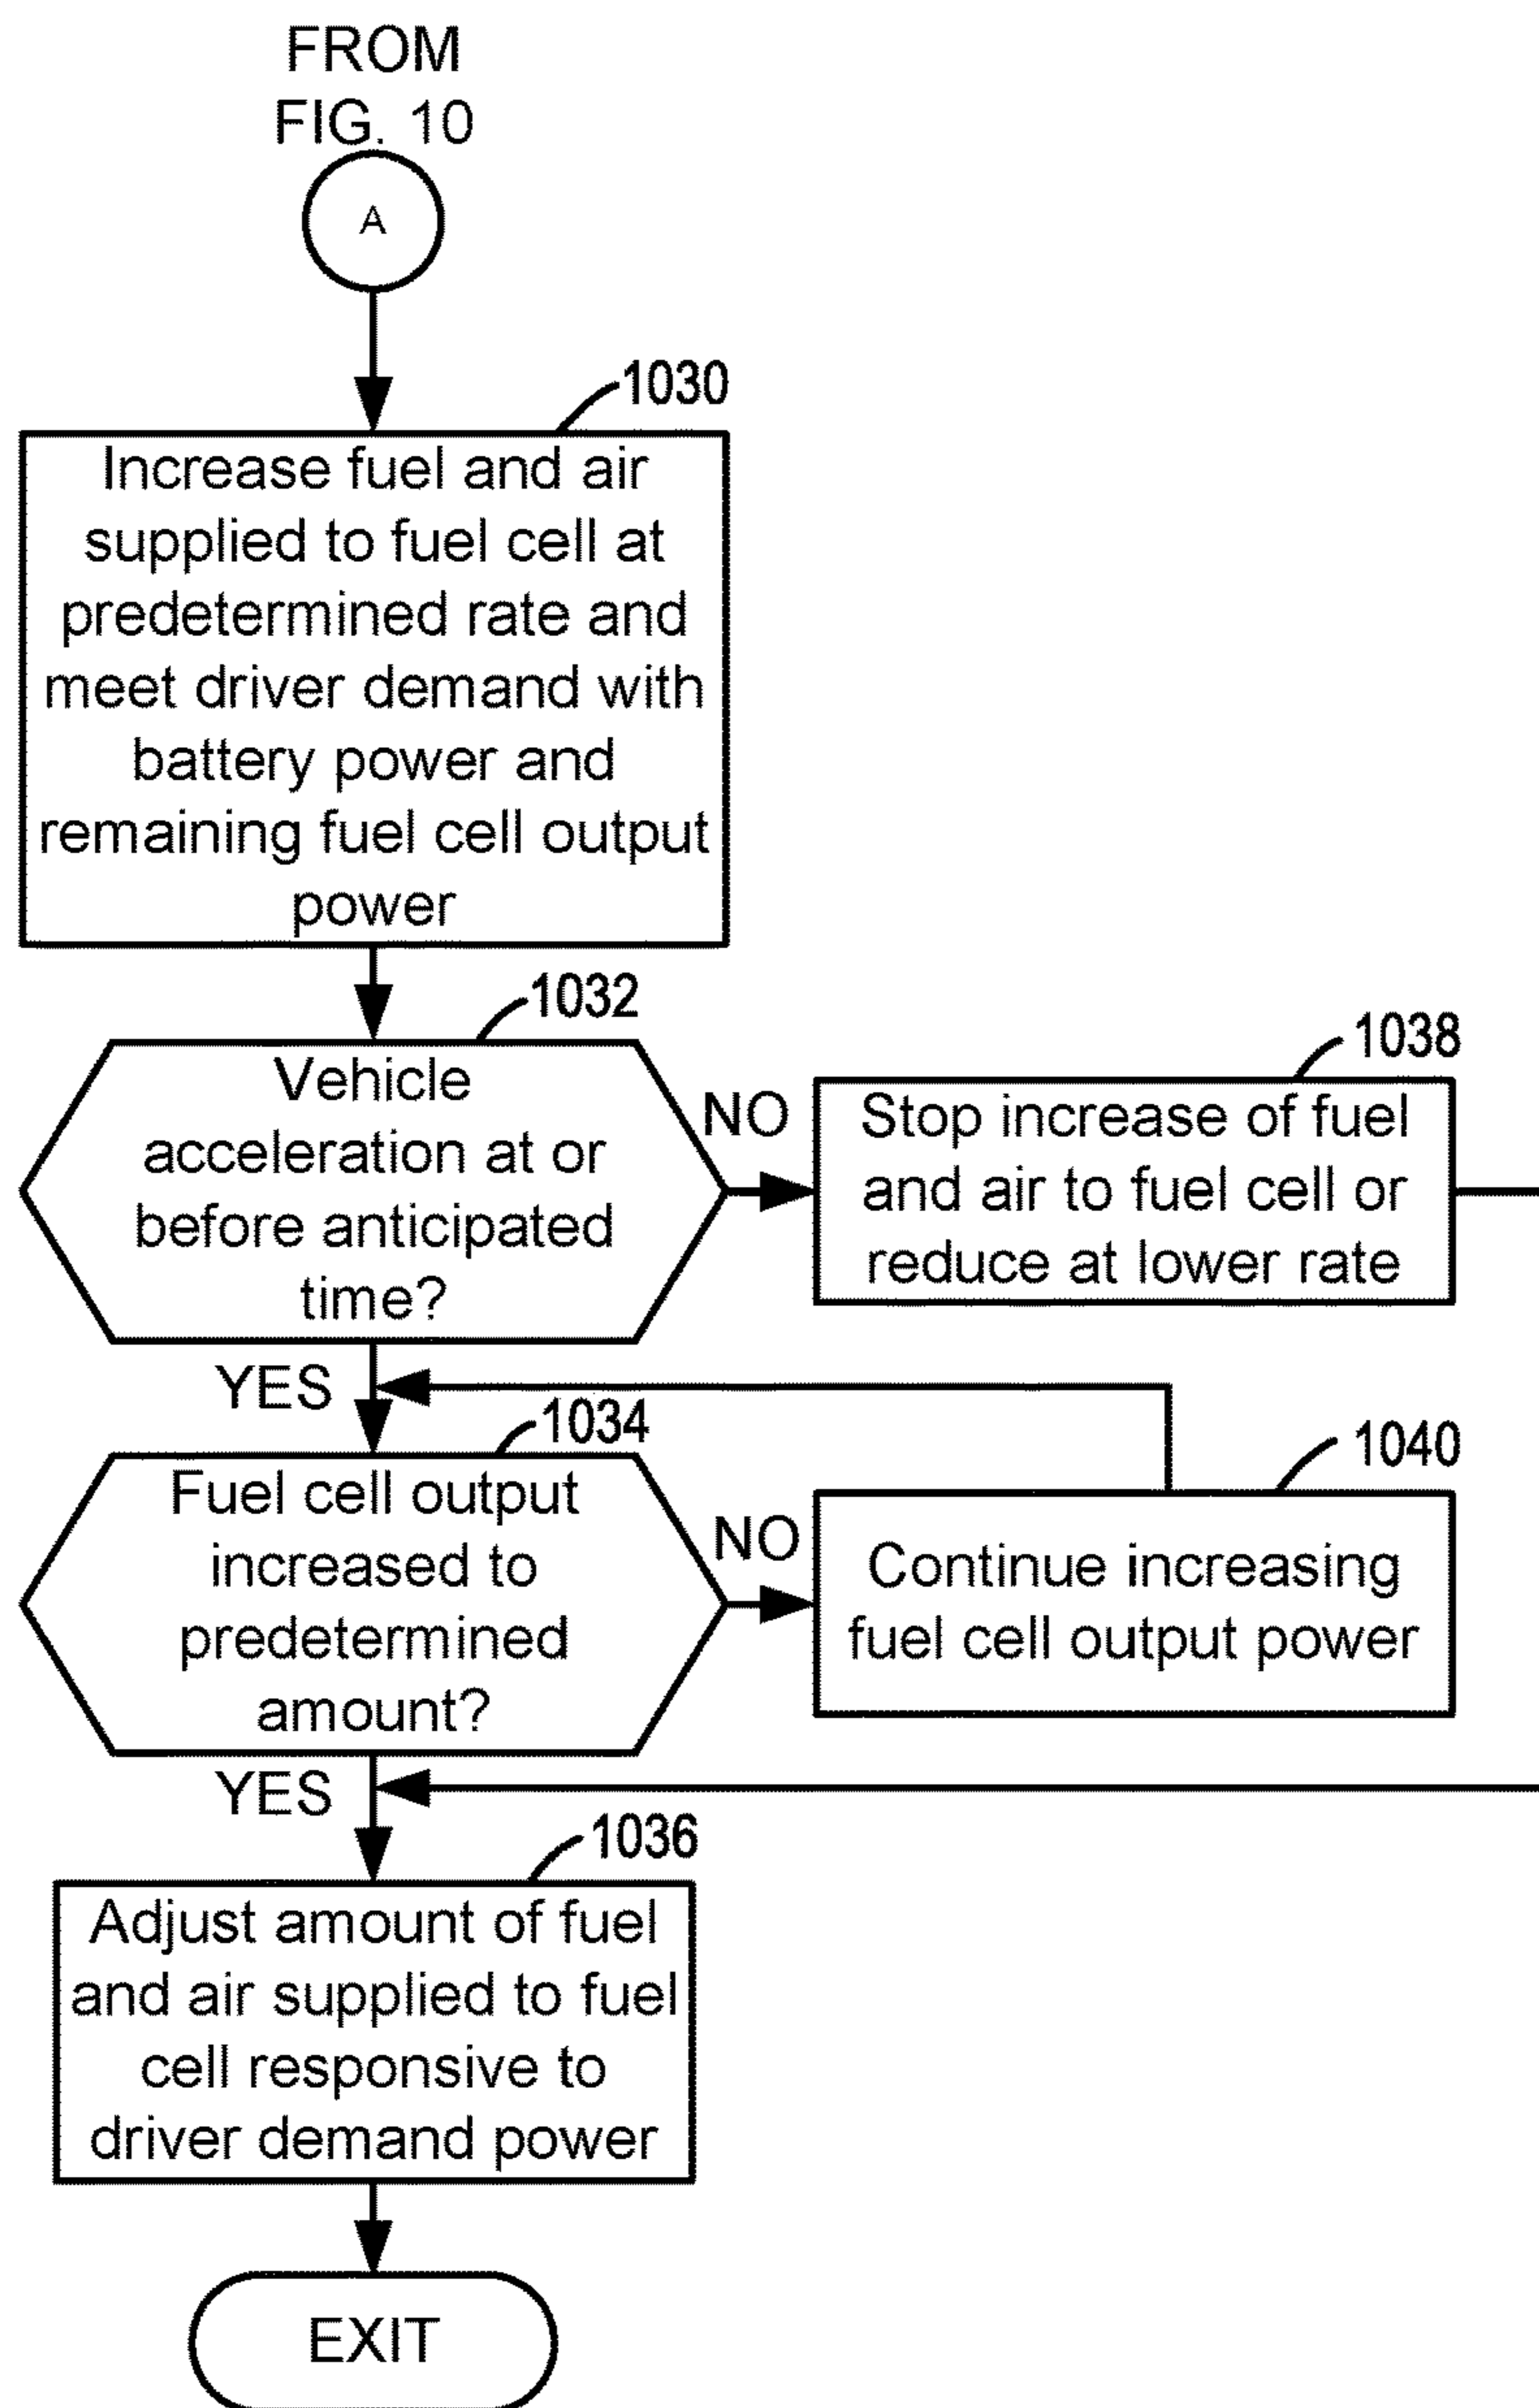 FROM
FIG. 10
A
1030
Increase fuel and air
supplied to fuel cell at
predetermined rate and
meet driver demand with
battery power and
remaining fuel cell output
power
1032
Vehicle
acceleration at or
before anticipated
time?
NO
1038
Stop increase of fuel
and air to fuel cell or
reduce at lower rate
YES
1034
Fuel cell output
increased to
predetermined
amount?
NO
1040
Continue increasing
fuel cell output power
YES
1036
Adjust amount of fuel
and air supplied to fuel
cell responsive to
driver demand power
EXIT